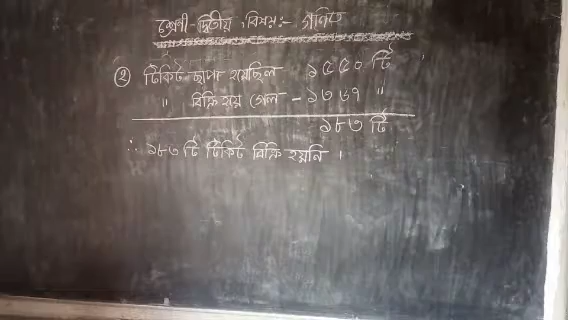 শ্রেণী-দ্বিতীয় বিষয়:- গণিত
② টিকিট ছাপা হয়েছিল ১৫৫০ টি
" বিক্রি হয়ে গেল - ১৩৬৭ "
১৮৩ টি
∴ ১৮৩ টি টিকিট বিক্রি হয়নি ।